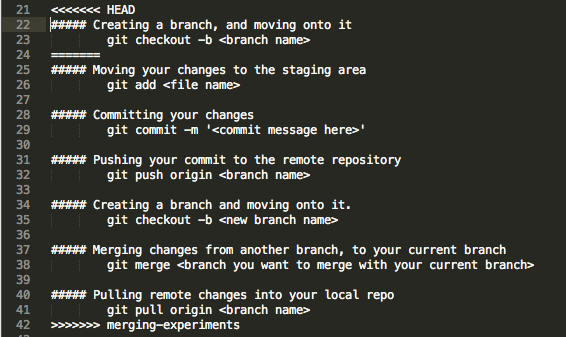 21 <<<<<<< HEAD
22 ##### Creating a branch, and moving onto it
23 git checkout -b <branch name>
24 =======
25 ##### Moving your changes to the staging area
26 git add <file name>
27
28 ##### Committing your changes
29 git commit -m '<commit message here>'
30
31 ##### Pushing your commit to the remote repository
32 git push origin <branch name>
33
34 ##### Creating a branch and moving onto it.
35 git checkout -b <new branch name>
36
37 ##### Merging changes from another branch, to your current branch
38 git merge <branch you want to merge with your current branch>
39
40 ##### Pulling remote changes into your local repo
41 git pull origin <branch name>
42 >>>>>>> merging-experiments